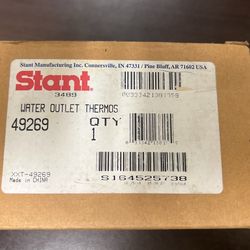 Stant Manufacturing Inc. Connersville, IN 47331 / Pine Bluff, AR 71602 USA
Stant
3489
WATER OUTLET THERMOS
49269
QTY
1
XXT-49269
Made in CHINA
S164525738